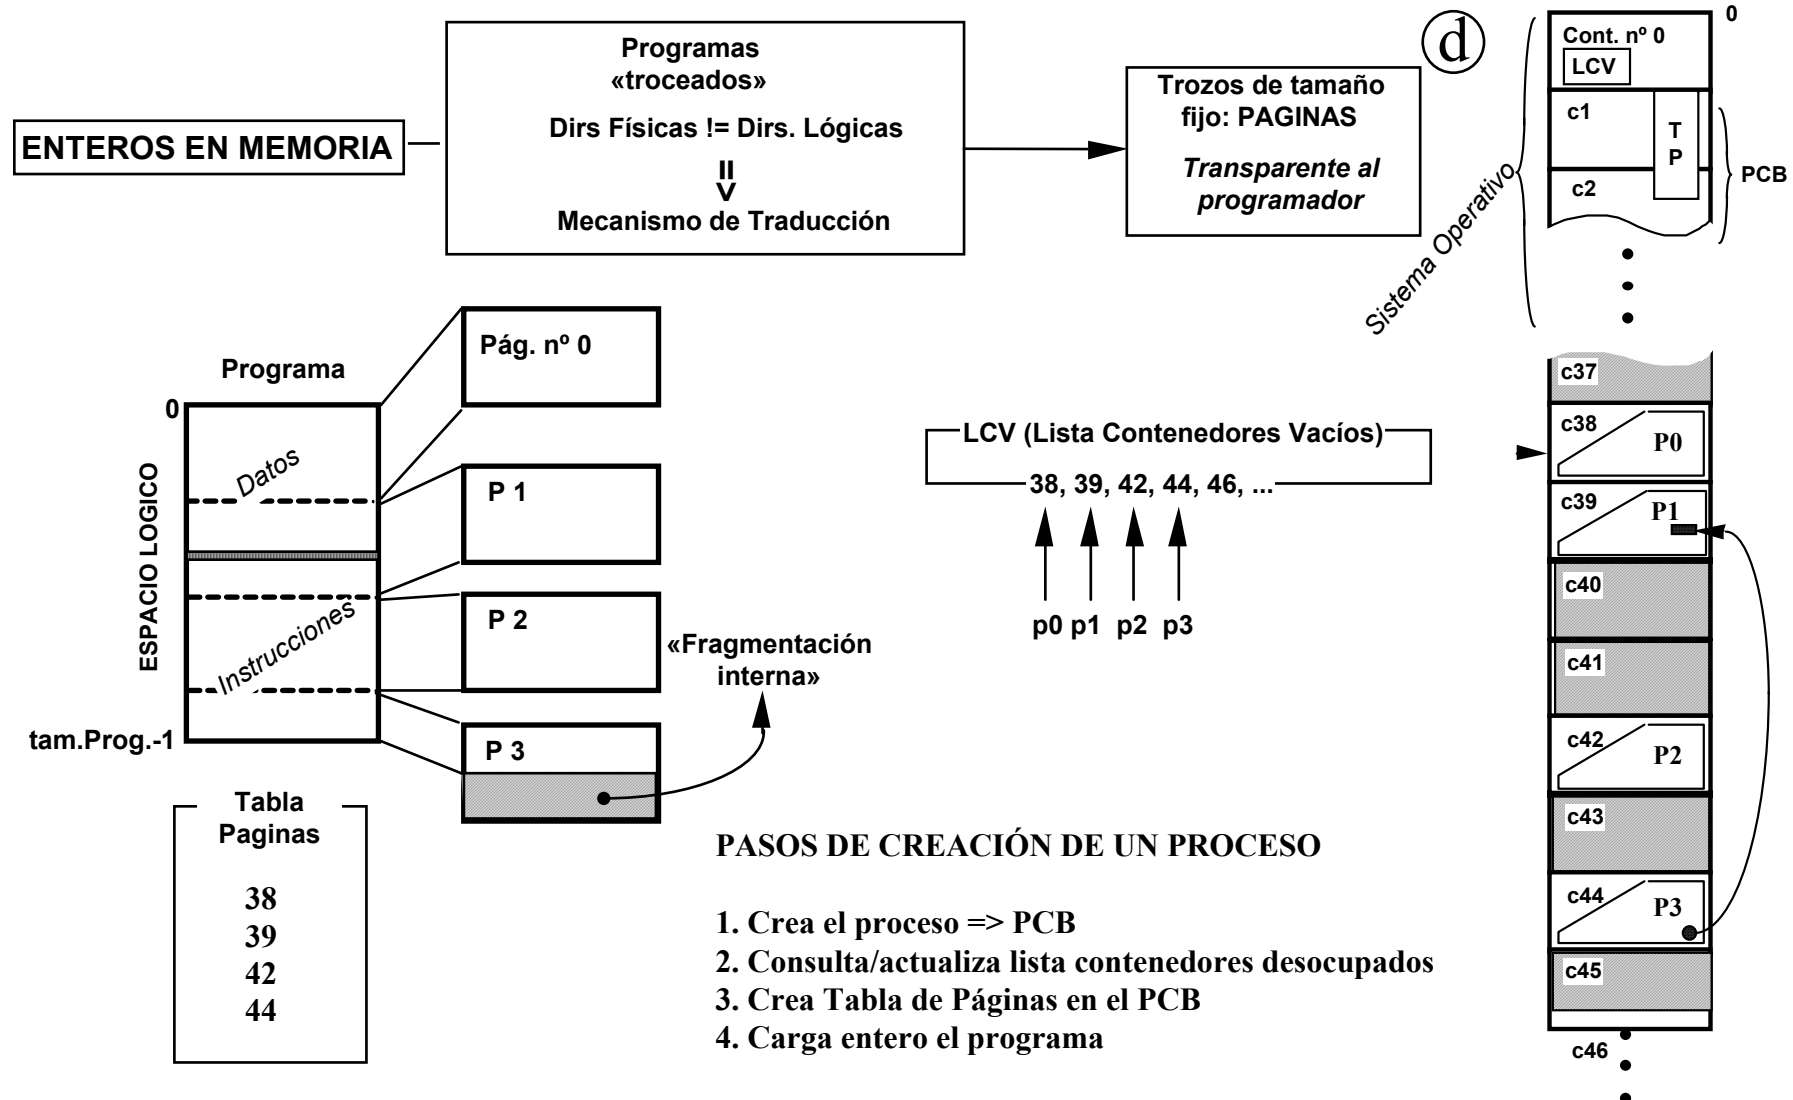 ENTEROS EN MEMORIA
Programas
«troceados»
Dirs Físicas != Dirs. Lógicas
=>
Mecanismo de Traducción
Trozos de tamaño
fijo: PAGINAS
Transparente al
programador
d
0
Cont. nº 0
LCV
c1
T
P
c2
PCB
Sistema Operativo
Programa
0
ESPACIO LOGICO
Datos
Instrucciones
tam.Prog.-1
Pág. nº 0
P 1
P 2
P 3
«Fragmentación
interna»
LCV (Lista Contenedores Vacíos)
38, 39, 42, 44, 46, ...
p0 p1 p2 p3
c37
c38
P0
c39
P1
c40
c41
c42
P2
c43
c44
P3
c45
c46
Tabla
Paginas
38
39
42
44
PASOS DE CREACIÓN DE UN PROCESO
1. Crea el proceso => PCB
2. Consulta/actualiza lista contenedores desocupados
3. Crea Tabla de Páginas en el PCB
4. Carga entero el programa